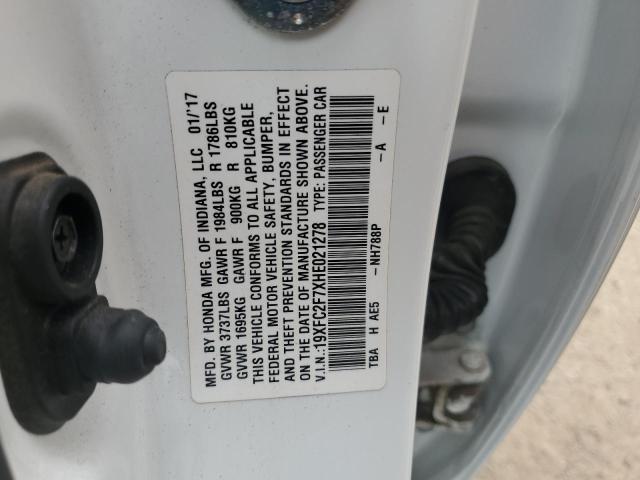 MFD. BY HONDA MFG. OF INDIANA, LLC 01/'17
GVWR 3737LBS GAWR F 1984LBS R 1786LBS
GVWR 1695KG GAWR F 900KG R 810KG
THIS VEHICLE CONFORMS TO ALL APPLICABLE
FEDERAL MOTOR VEHICLE SAFETY, BUMPER,
AND THEFT PREVENTION STANDARDS IN EFFECT
ON THE DATE OF MANUFACTURE SHOWN ABOVE.
V.I.N.:19XFC2F7XHE021278 TYPE: PASSENGER CAR
TBA H AE5 –NH788P –A –E